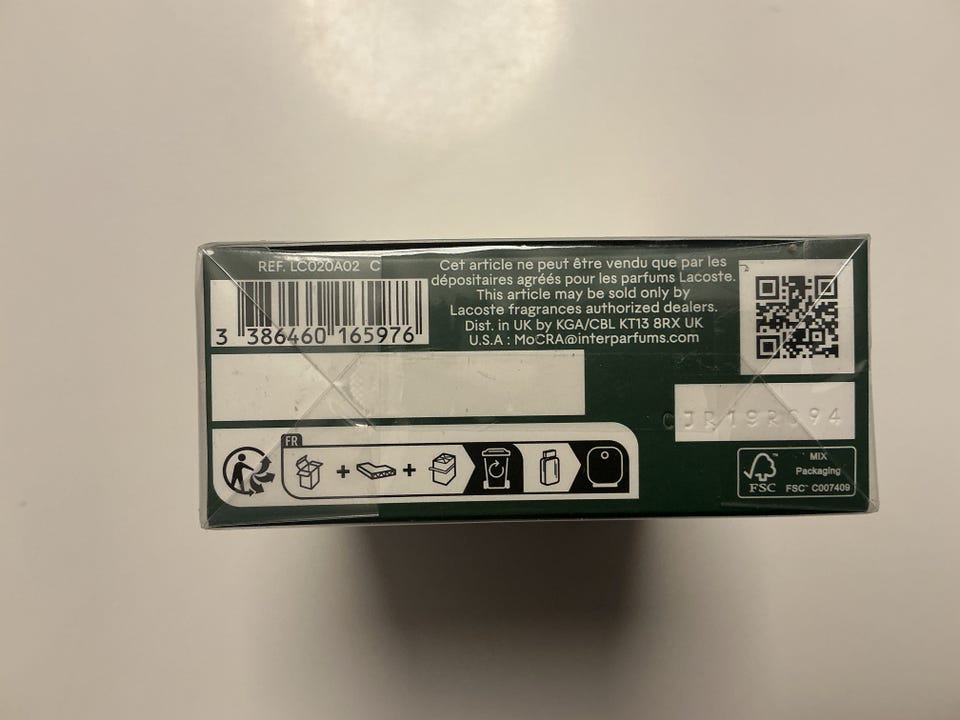 REF. LC020A02 C
3 386460 165976
Cet article ne peut être vendu que par les
dépositaires agréés pour les parfums Lacoste.
This article may be sold only by
Lacoste fragrances authorized dealers.
Dist. in UK by KGA/CBL KT13 8RX UK
U.S.A : MoCRA@interparfums.com
FR
MIX
Packaging
FSC
FSC™ C007409